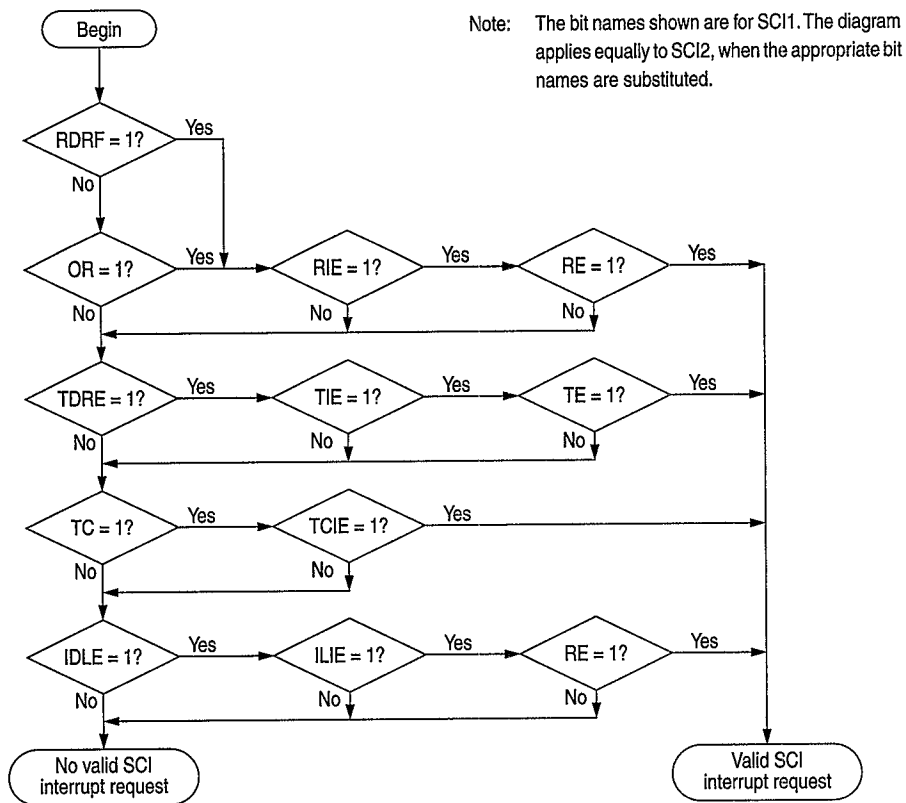 Begin
Note: The bit names shown are for SCI1. The diagram
applies equally to SCI2, when the appropriate bit
names are substituted.
RDRF = 1?
Yes
No
OR = 1?
Yes
RIE = 1?
Yes
RE = 1?
Yes
No
No
No
TDRE = 1?
Yes
TIE = 1?
Yes
TE = 1?
Yes
No
No
No
TC = 1?
Yes
TCIE = 1?
Yes
No
No
IDLE = 1?
Yes
ILIE = 1?
Yes
RE = 1?
Yes
No
No
No
No valid SCI
interrupt request
Valid SCI
interrupt request